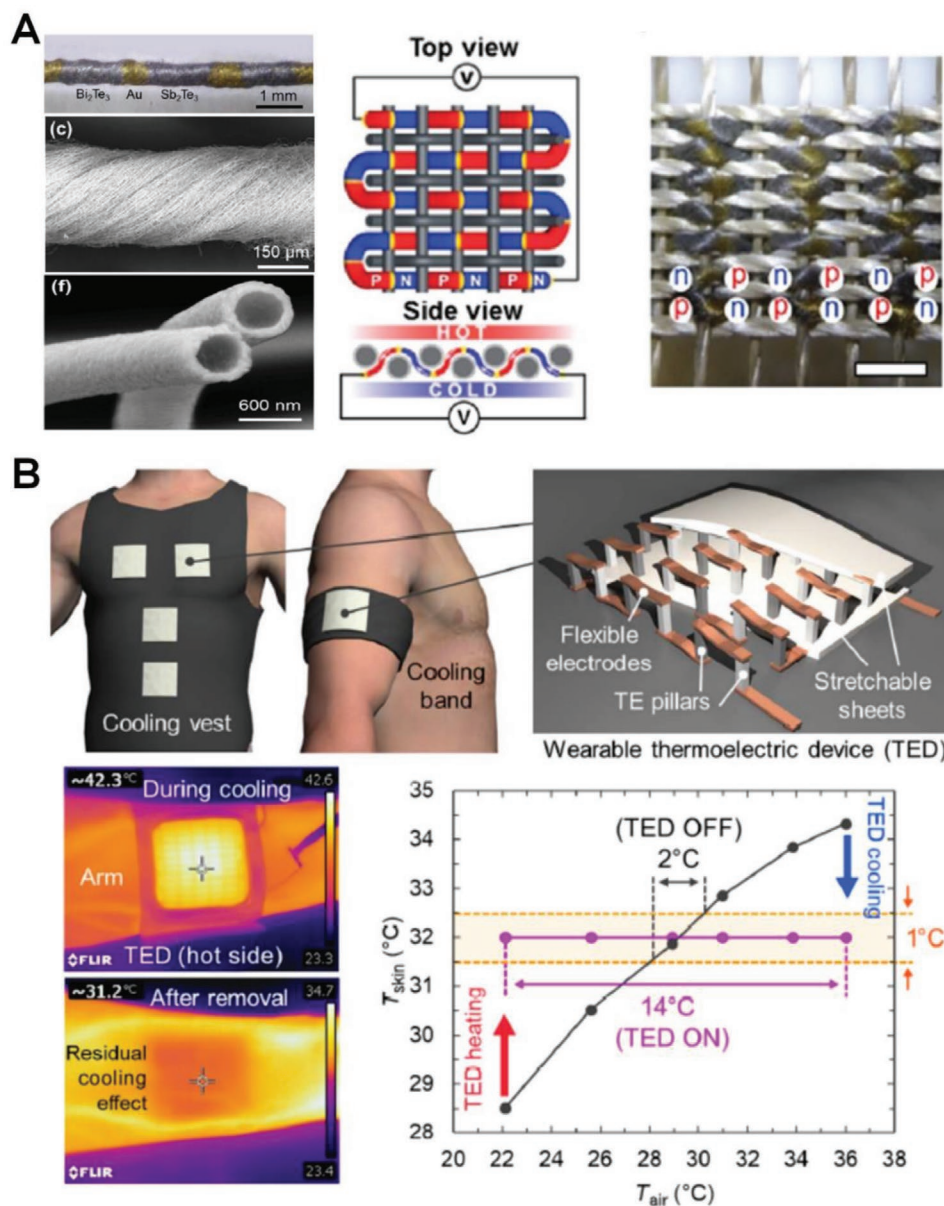 A
Bi₂Te₃ Au Sb₂Te₃
1 mm
(c)
150 µm
(f)
600 nm
Top view
V
P N P N P N
Side view
HOT
COLD
V
n p n p n p
p n p n p n
B
Cooling vest
Cooling band
Flexible electrodes
TE pillars
Stretchable sheets
Wearable thermoelectric device (TED)
~42.3°C
During cooling
42.6
Arm
TED (hot side)
FLIR
23.3
~31.2°C
After removal
34.7
Residual cooling effect
FLIR
23.4
35
34
33
32
31
30
29
28
T skin (°C)
(TED OFF)
2°C
TED cooling
1°C
14°C
(TED ON)
TED heating
20 22 24 26 28 30 32 34 36 38
T air (°C)